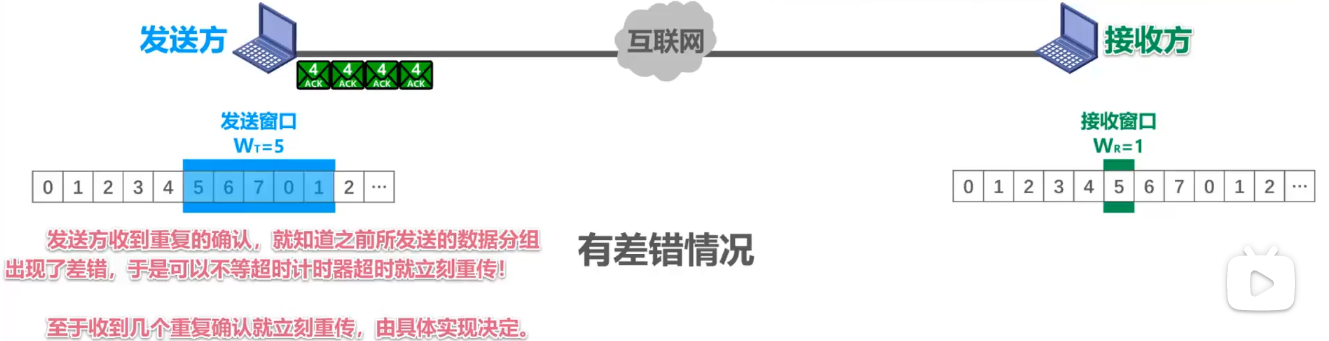 发送方
互联网
接收方
4 ACK 4 ACK 4 ACK 4 ACK
发送窗口
WT=5
接收窗口
WR=1
0 1 2 3 4 5 6 7 0 1 2 ···
0 1 2 3 4 5 6 7 0 1 2 ···
发送方收到重复的确认，就知道之前所发送的数据分组
出现了差错，于是可以不等超时计时器超时就立刻重传！
有差错情况
至于收到几个重复确认就立刻重传，由具体实现决定。